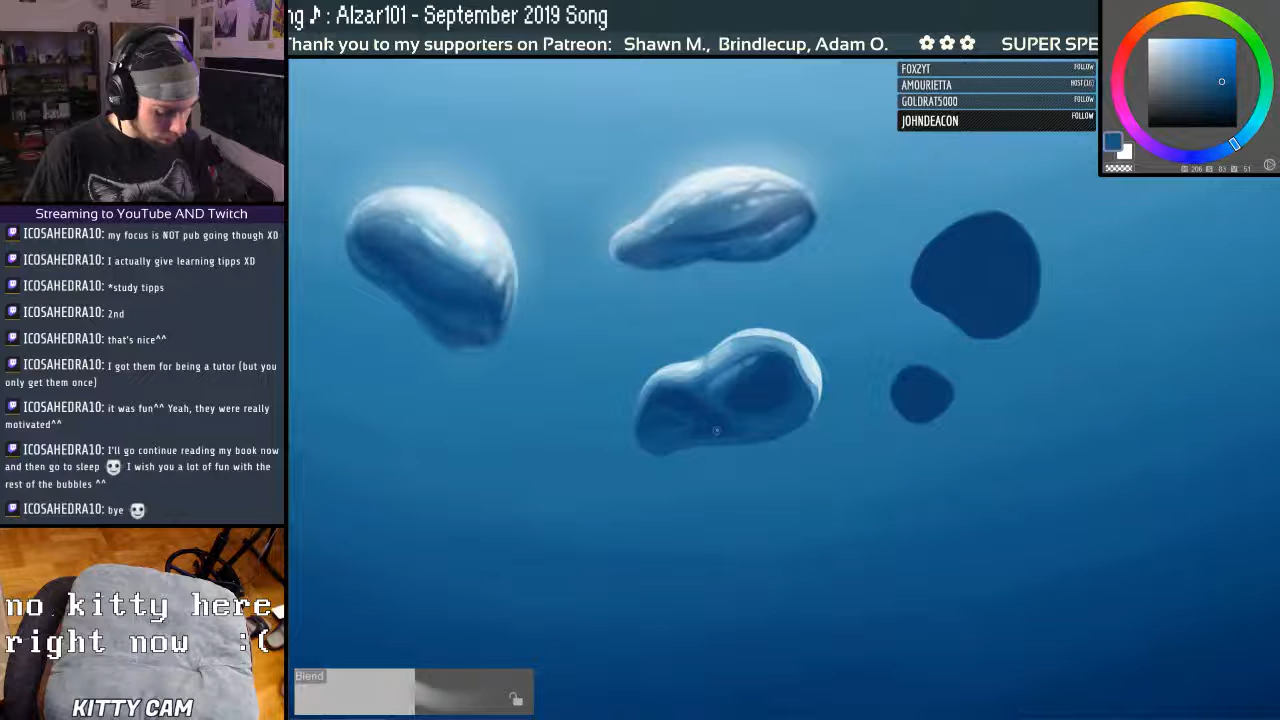 ng ♪ : Alzar101 - September 2019 Song
Thank you to my supporters on Patreon: Shawn M., Brindlecup, Adam O. ✿ ✿ ✿ SUPER SPE
FOXZYT FOLLOW
AMOURIETTA HOST(16)
GOLDRAT5000 FOLLOW
JOHNDEACON FOLLOW
Streaming to YouTube AND Twitch
ICOSAHEDRA10: my focus is NOT pub going though XD
ICOSAHEDRA10: I actually give learning tipps XD
ICOSAHEDRA10: *study tipps
ICOSAHEDRA10: 2nd
ICOSAHEDRA10: that's nice^^
ICOSAHEDRA10: I got them for being a tutor (but you
only get them once)
ICOSAHEDRA10: it was fun^^ Yeah, they were really
motivated^^
ICOSAHEDRA10: I'll go continue reading my book now
and then go to sleep I wish you a lot of fun with the
rest of the bubbles ^^
ICOSAHEDRA10: bye
no kitty here
right now :(
KITTY CAM
Blend